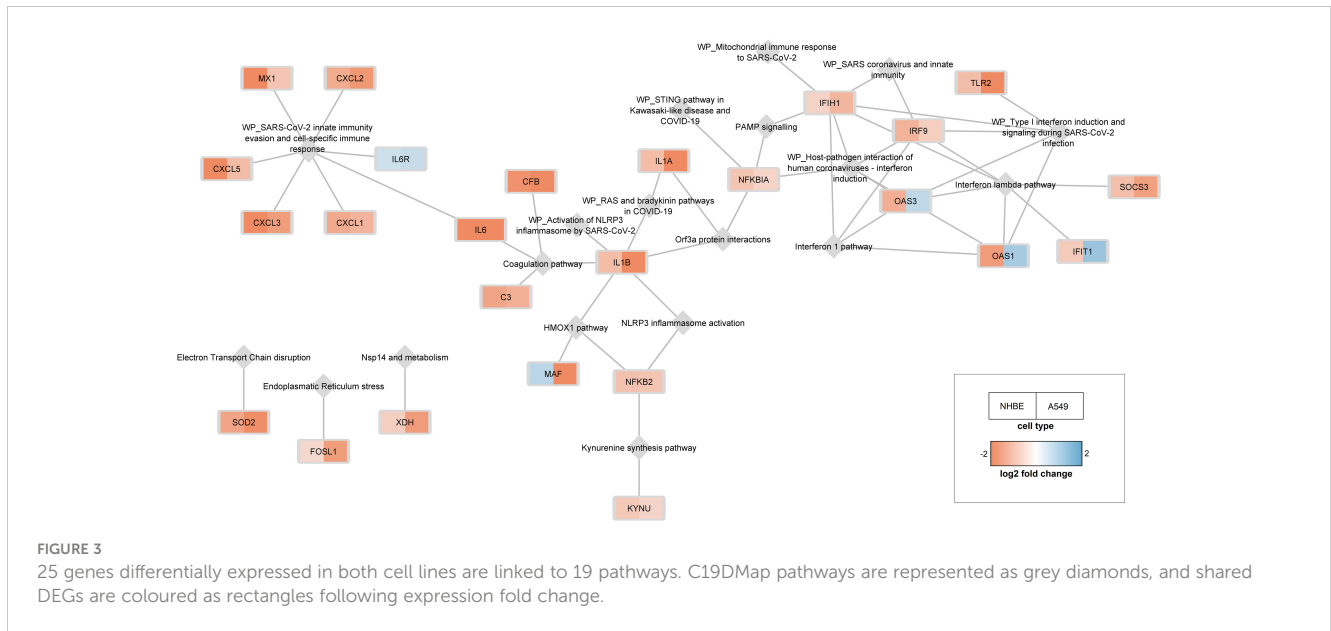 WP_Mitochondrial immune response
to SARS-CoV-2
WP_SARS coronavirus and innate
immunity
MX1
CXCL2
TLR2
WP_STING pathway in
Kawasaki-like disease and
COVID-19
IFIH1
PAMP signalling
IRF9
WP_Type I interferon induction and
signaling during SARS-CoV-2
infection
WP_SARS-CoV-2 innate immunity
evasion and cell-specific immune
response
IL6R
CXCL5
IL1A
WP_Host-pathogen interaction of
human coronaviruses - interferon
induction
CFB
NFKBIA
Interferon lambda pathway
SOCS3
WP_RAS and bradykinin pathways
in COVID-19
OAS3
CXCL3
CXCL1
WP_Activation of NLRP3
inflammasome by SARS-CoV-2
IL6
Orf3a protein interactions
Interferon 1 pathway
OAS1
IFIT1
Coagulation pathway
IL1B
C3
HMOX1 pathway
NLRP3 inflammasome activation
Electron Transport Chain disruption
Nsp14 and metabolism
MAF
NFKB2
Endoplasmatic Reticulum stress
SOD2
XDH
FOSL1
Kynurenine synthesis pathway
KYNU
NHBE
A549
cell type
-2
2
log2 fold change
FIGURE 3
25 genes differentially expressed in both cell lines are linked to 19 pathways. C19DMap pathways are represented as grey diamonds, and shared
DEGs are coloured as rectangles following expression fold change.